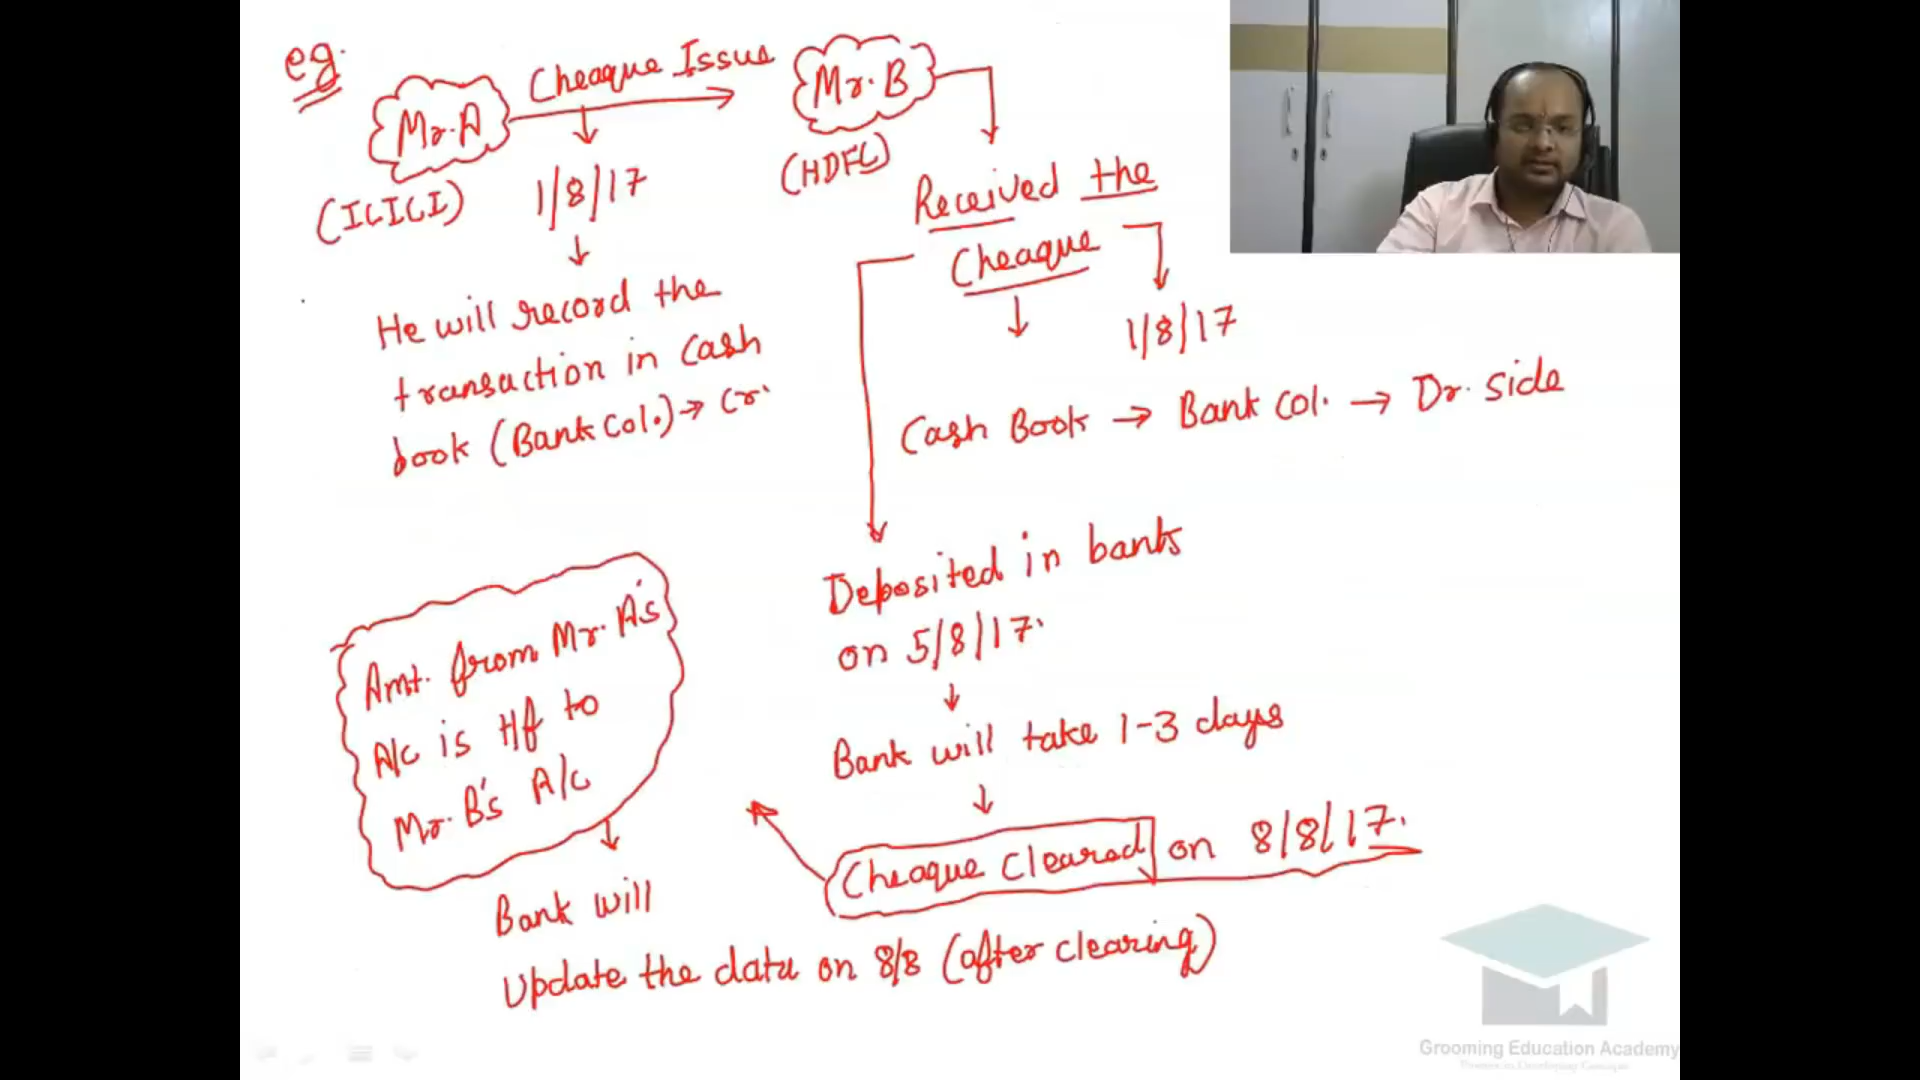 eg.
Mr. A
Cheaque Issue
Mr. B
(ICICI)
1/8/17
(HDFC)
He will record the
transaction in Cash
book (Bank Col.) → Cr.
Received the
Cheaque
1/8/17
Cash Book → Bank Col. → Dr. Side
Deposited in bank
on 5/8/17.
Bank will take 1-3 days
Cheaque Cleared on 8/8/17.
Amt. from Mr. A's
A/c is
to
Mr. B's A/c
Bank will
Update the data on 8/8 (after clearing)
Grooming Education Academy